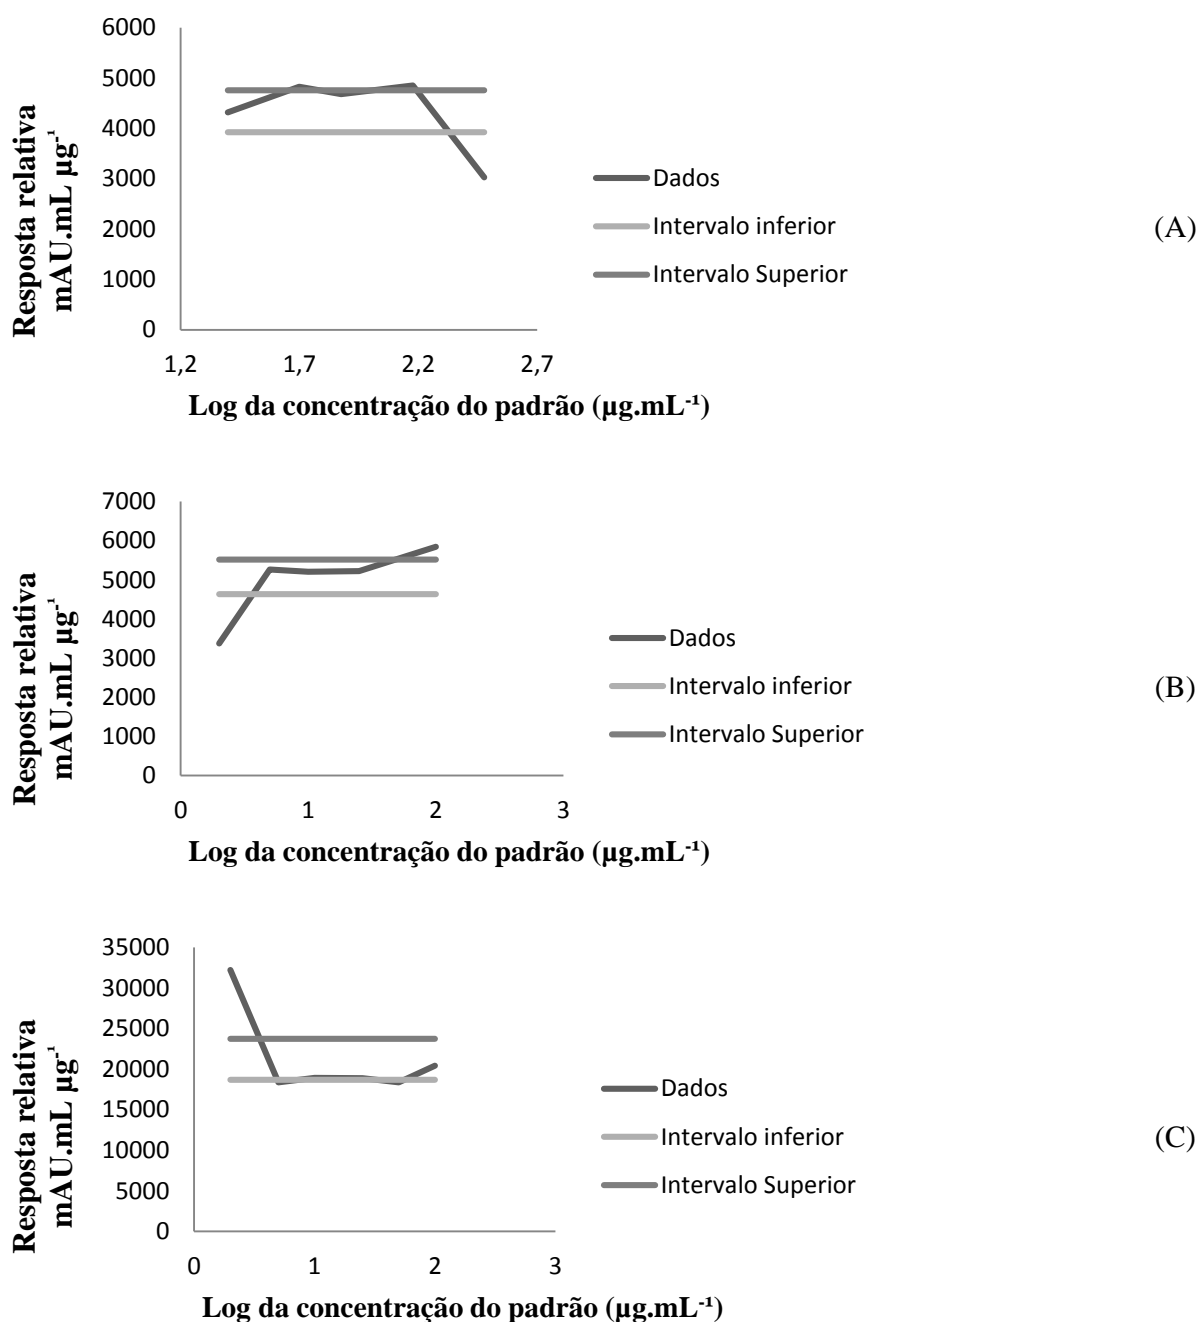 6000
5000
4000
3000
2000
1000
0
1,2 1,7 2,2 2,7
Resposta relativa
mAU.mL µg⁻¹
Log da concentração do padrão (µg.mL⁻¹)
Dados
Intervalo inferior
Intervalo Superior
(A)
7000
6000
5000
4000
3000
2000
1000
0
0 1 2 3
Resposta relativa
mAU.mL µg⁻¹
Log da concentração do padrão (µg.mL⁻¹)
Dados
Intervalo inferior
Intervalo Superior
(B)
35000
30000
25000
20000
15000
10000
5000
0
0 1 2 3
Resposta relativa
mAU.mL µg⁻¹
Log da concentração do padrão (µg.mL⁻¹)
Dados
Intervalo inferior
Intervalo Superior
(C)